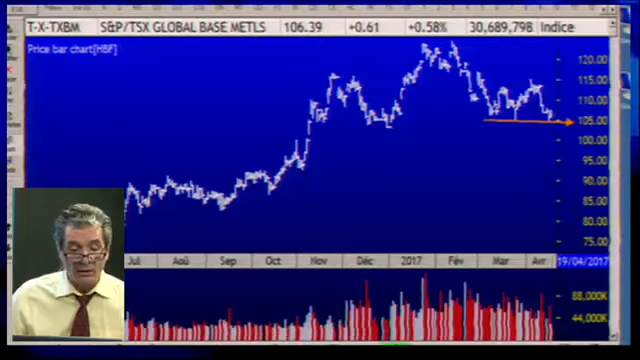 T-X-TXBM S&P/TSX GLOBAL BASE METLS 106.39 +0.61 +0.58% 30,689,798 Indice
Price bar chart[HBF]
120.00
115.00
110.00
105.00
100.00
95.00
90.00
85.00
80.00
75.00
Jul Aoû Sep Oct Nov Déc 2017 Fév Mar Avr 19/04/2017
88,000K
44,000K